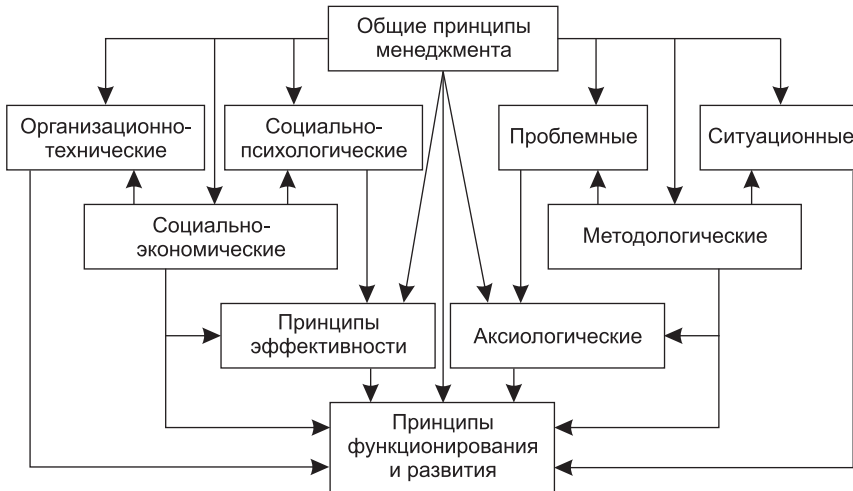 Общие принципы
менеджмента
Организационно-
технические
Социально-
психологические
Проблемные
Ситуационные
Социально-
экономические
Методологические
Принципы
эффективности
Аксиологические
Принципы
функционирования
и развития